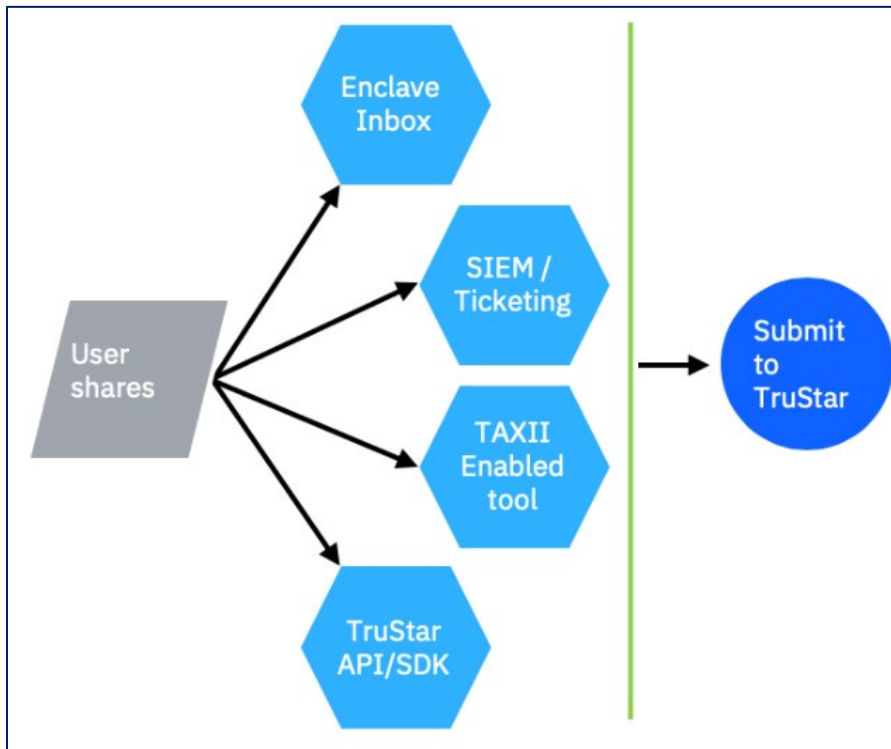 Enclave
Inbox
SIEM /
Ticketing
User
shares
Submit
to
TruStar
TAXII
Enabled
tool
TruStar
API/SDK